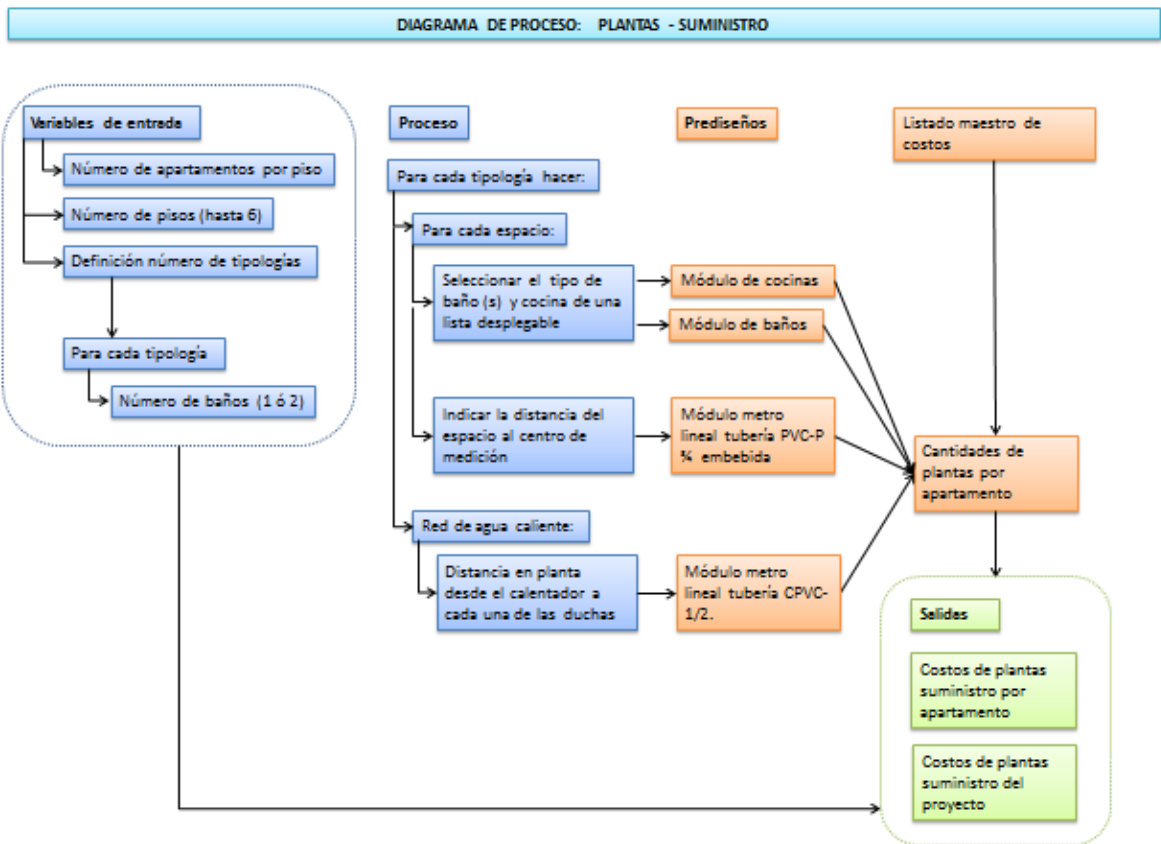 DIAGRAMA DE PROCESO: PLANTAS - SUMINISTRO
Variables de entrada
Número de apartamentos por piso
Número de pisos (hasta 6)
Definición número de tipologías
Para cada tipología
Número de baños (1 ó 2)
Proceso
Para cada tipología hacer:
Para cada espacio:
Seleccionar el tipo de
baño (s) y cocina de una
lista desplegable
Indicar la distancia del
espacio al centro de
medición
Red de agua caliente:
Distancia en planta
desde el calentador a
cada una de las duchas
Prediseños
Módulo de cocinas
Módulo de baños
Módulo metro
lineal tubería PVC-P
¾ embebida
Módulo metro
lineal tubería CPVC-
1/2.
Listado maestro de
costos
Cantidades de
plantas por
apartamento
Salidas
Costos de plantas
suministro por
apartamento
Costos de plantas
suministro del
proyecto